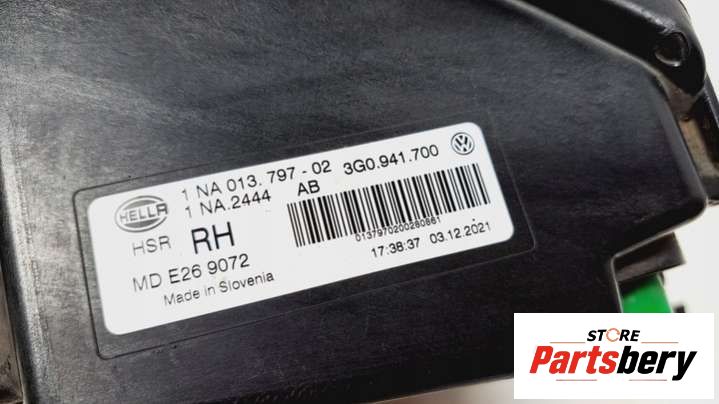 HELLA
1 NA 013.797-02 3G0.941.700
1 NA.2444 AB
HSR RH
0137970200280861
MD E26 9072
17:38:37 03.12.2021
Made in Slovenia
STORE
Partsbery